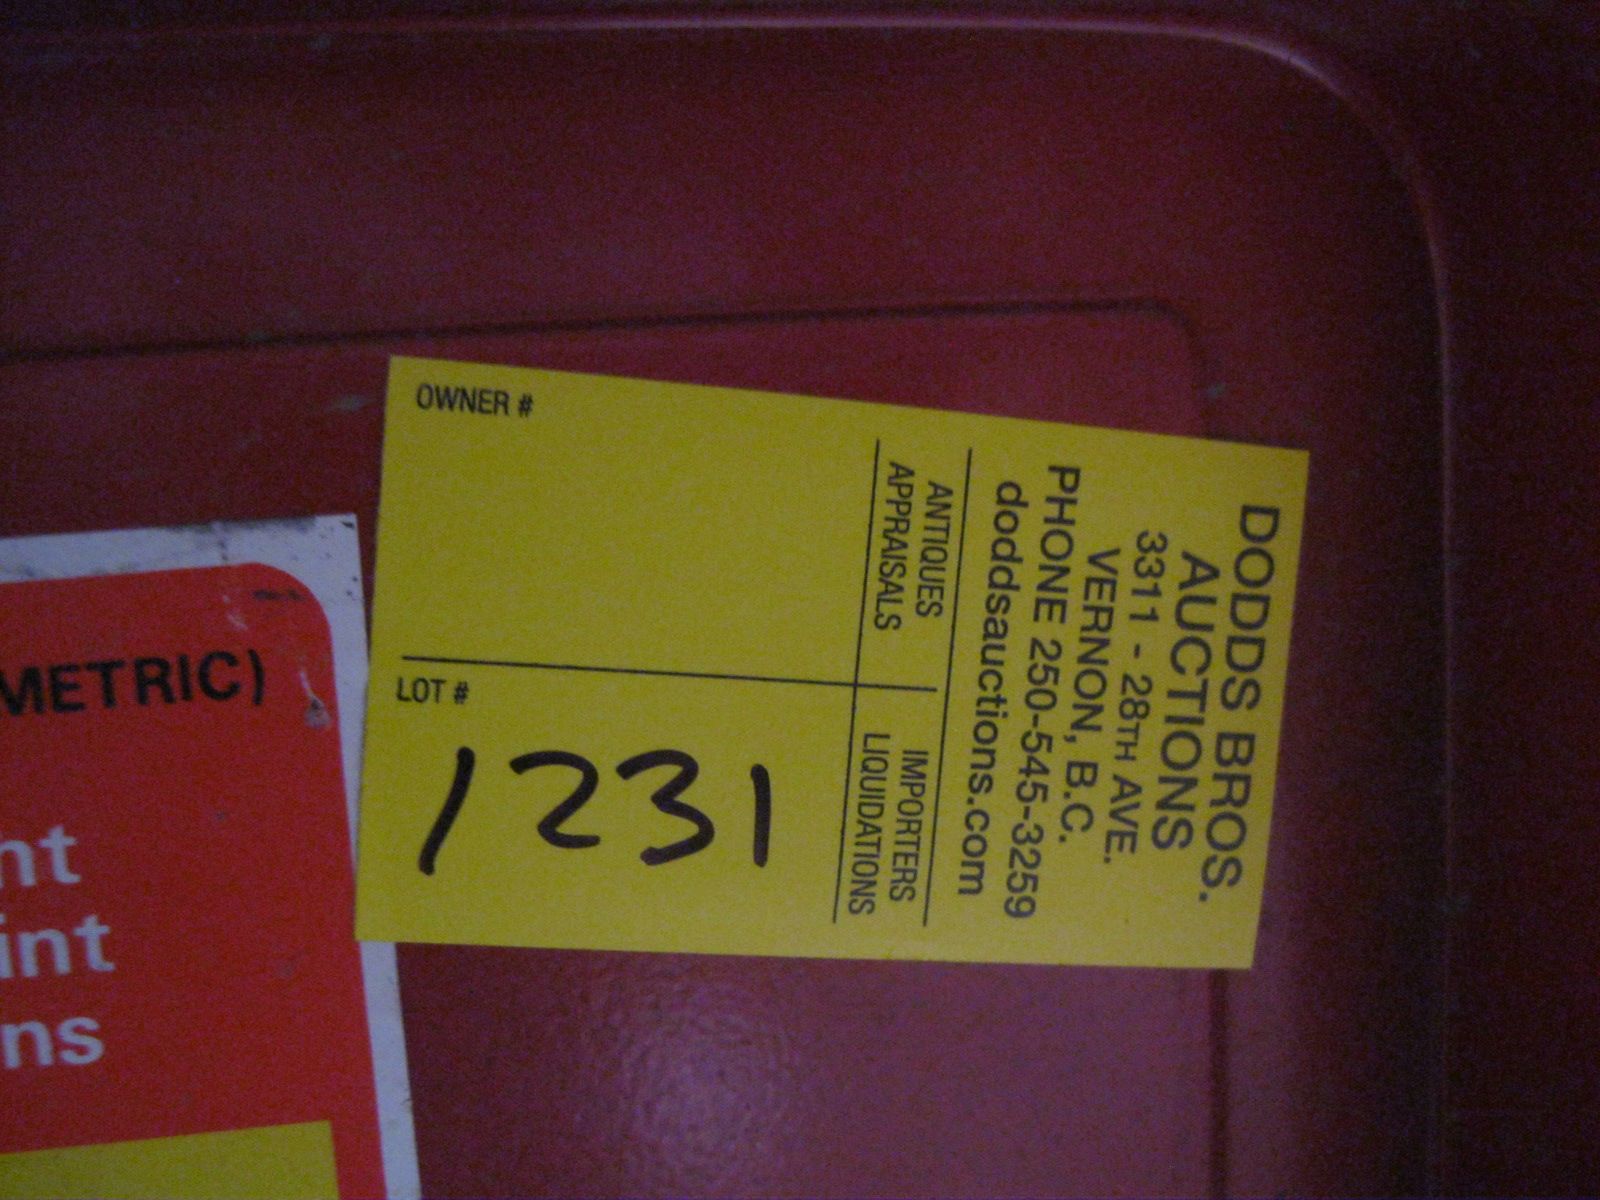 DODDS BROS.
AUCTIONS
3311 - 28TH AVE.
VERNON, B.C.
PHONE 250-545-3259
doddsauctions.com
ANTIQUES
APPRAISALS
IMPORTERS
LIQUIDATIONS
OWNER #
LOT #
1231
METRIC)
nt
int
ns